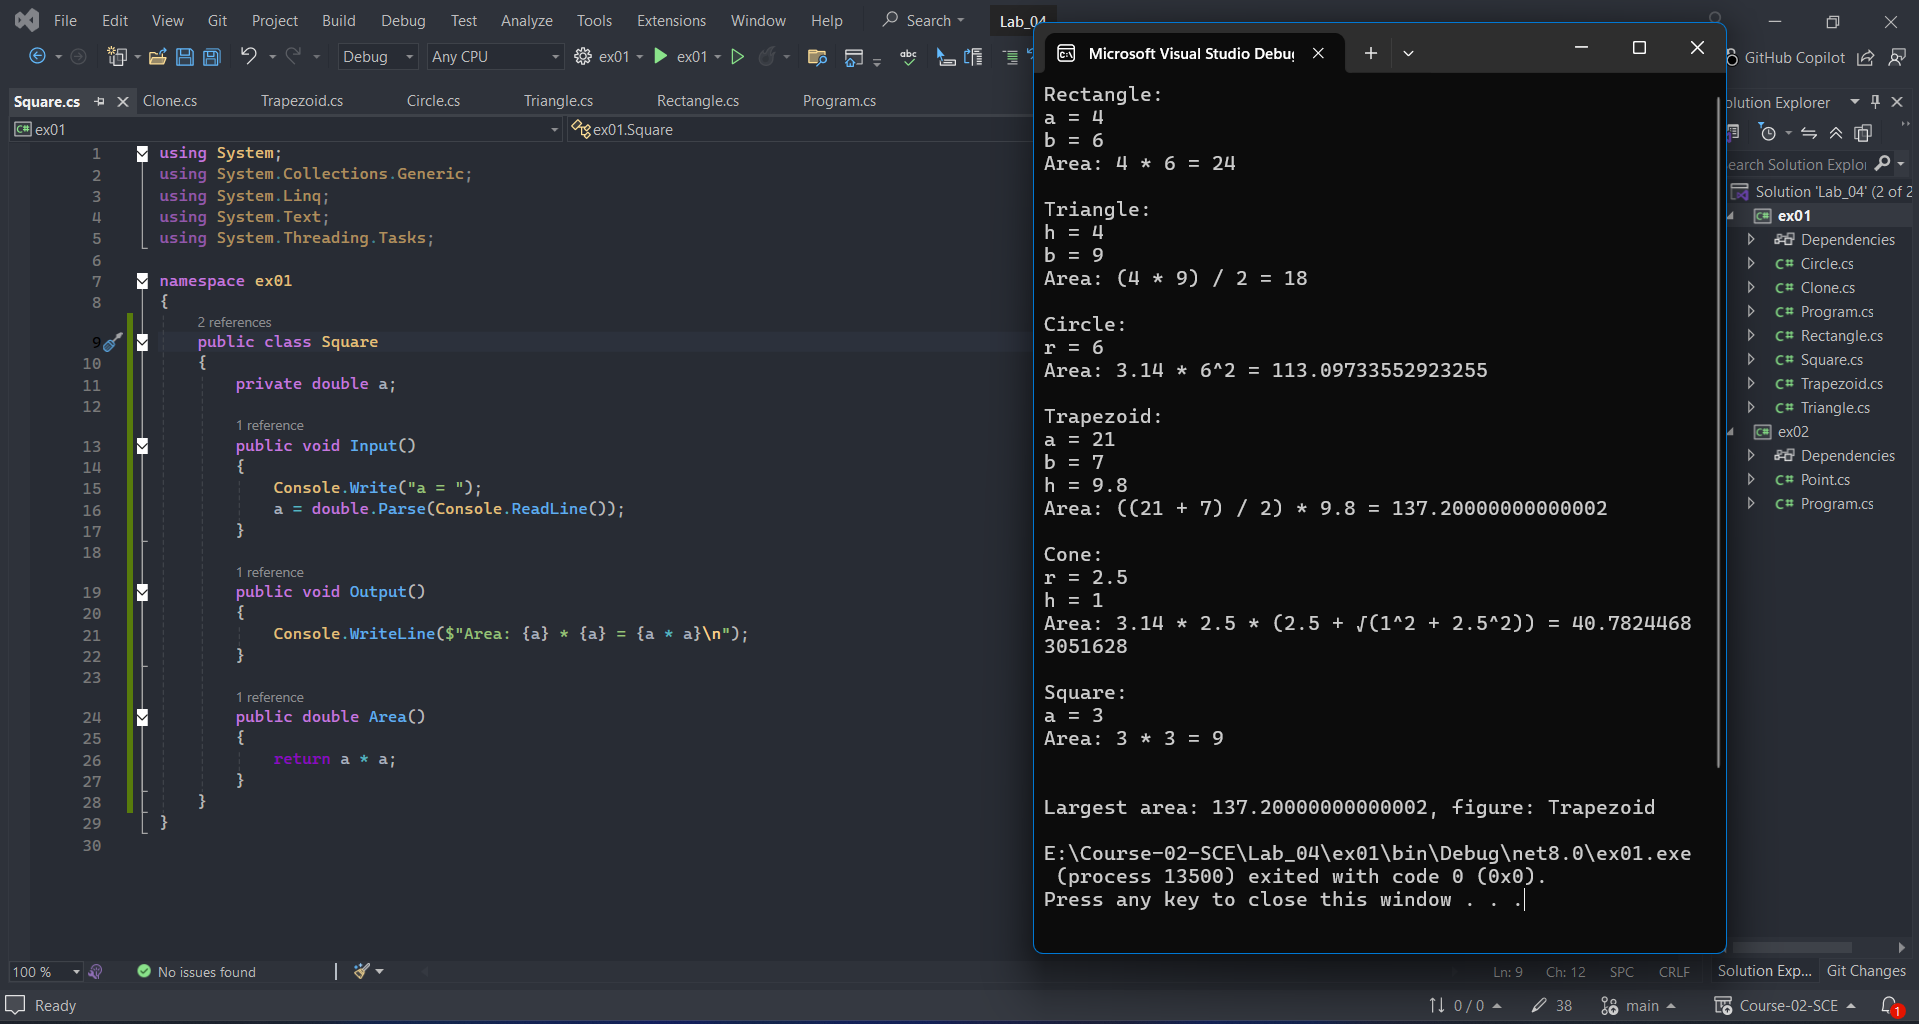 File Edit View Git Project Build Debug Test Analyze Tools Extensions Window Help Search Lab_04
Debug Any CPU ex01 ex01 abc GitHub Copilot
Square.cs Clone.cs Trapezoid.cs Circle.cs Triangle.cs Rectangle.cs Program.cs
C# ex01 ex01.Square
1 using System;
2 using System.Collections.Generic;
3 using System.Linq;
4 using System.Text;
5 using System.Threading.Tasks;
6
7 namespace ex01
8 {
2 references
9 public class Square
10 {
11 private double a;
12
1 reference
13 public void Input()
14 {
15 Console.Write("a = ");
16 a = double.Parse(Console.ReadLine());
17 }
18
1 reference
19 public void Output()
20 {
21 Console.WriteLine($"Area: {a} * {a} = {a * a}\n");
22 }
23
1 reference
24 public double Area()
25 {
26 return a * a;
27 }
28 }
29 }
30
100 % No issues found
Ln: 9 Ch: 12 SPC CRLF
Microsoft Visual Studio Debug
Rectangle:
a = 4
b = 6
Area: 4 * 6 = 24
Triangle:
h = 4
b = 9
Area: (4 * 9) / 2 = 18
Circle:
r = 6
Area: 3.14 * 6^2 = 113.09733552923255
Trapezoid:
a = 21
b = 7
h = 9.8
Area: ((21 + 7) / 2) * 9.8 = 137.20000000000002
Cone:
r = 2.5
h = 1
Area: 3.14 * 2.5 * (2.5 + √(1^2 + 2.5^2)) = 40.7824468
3051628
Square:
a = 3
Area: 3 * 3 = 9
Largest area: 137.20000000000002, figure: Trapezoid
E:\Course-02-SCE\Lab_04\ex01\bin\Debug\net8.0\ex01.exe
(process 13500) exited with code 0 (0x0).
Press any key to close this window . . .
olution Explorer
earch Solution Explo
Solution 'Lab_04' (2 of 2
C# ex01
Dependencies
C# Circle.cs
C# Clone.cs
C# Program.cs
C# Rectangle.cs
C# Square.cs
C# Trapezoid.cs
C# Triangle.cs
C# ex02
Dependencies
C# Point.cs
C# Program.cs
Solution Exp... Git Changes
Ready 0 / 0 38 main Course-02-SCE 1